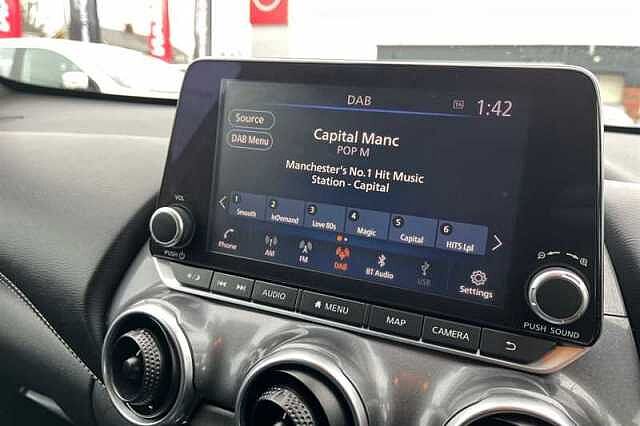 DAB
1:42
Source
DAB Menu
Capital Manc
POP M
Manchester's No.1 Hit Music
Station - Capital
1 Smooth
2 InDemand
3 Love 80s
4 Magic
5 Capital
6 HITS Lpl
Phone
AM
FM
DAB
BT Audio
USB
Settings
VOL
PUSH
AUDIO
MENU
MAP
CAMERA
PUSH SOUND